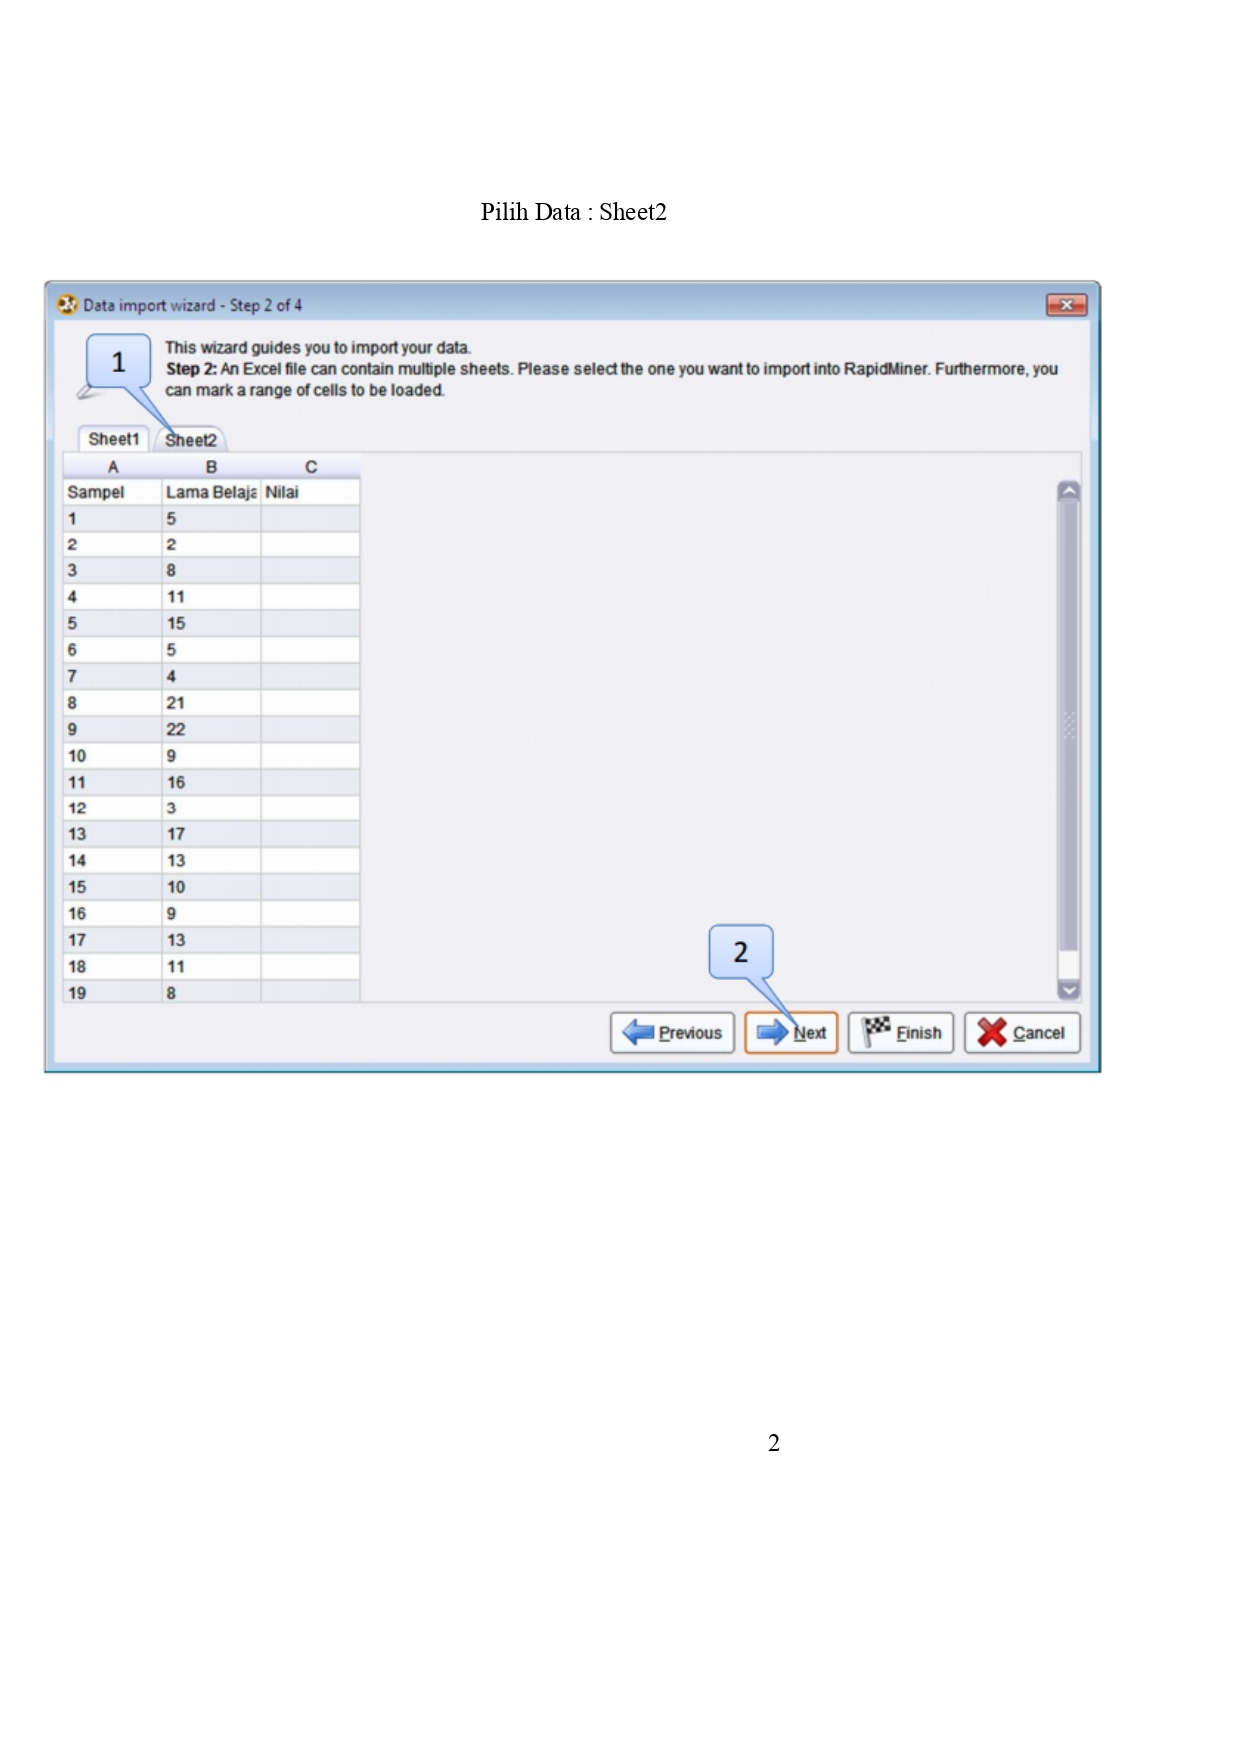 Pilih Data : Sheet2
Data import wizard - Step 2 of 4
1
This wizard guides you to import your data.
Step 2: An Excel file can contain multiple sheets. Please select the one you want to import into RapidMiner. Furthermore, you
can mark a range of cells to be loaded.
Sheet1 Sheet2
A B C
Sampel Lama Belaja Nilai
1 5
2 2
3 8
4 11
5 15
6 5
7 4
8 21
9 22
10 9
11 16
12 3
13 17
14 13
15 10
16 9
17 13
18 11
19 8
2
Previous Next Finish Cancel
2